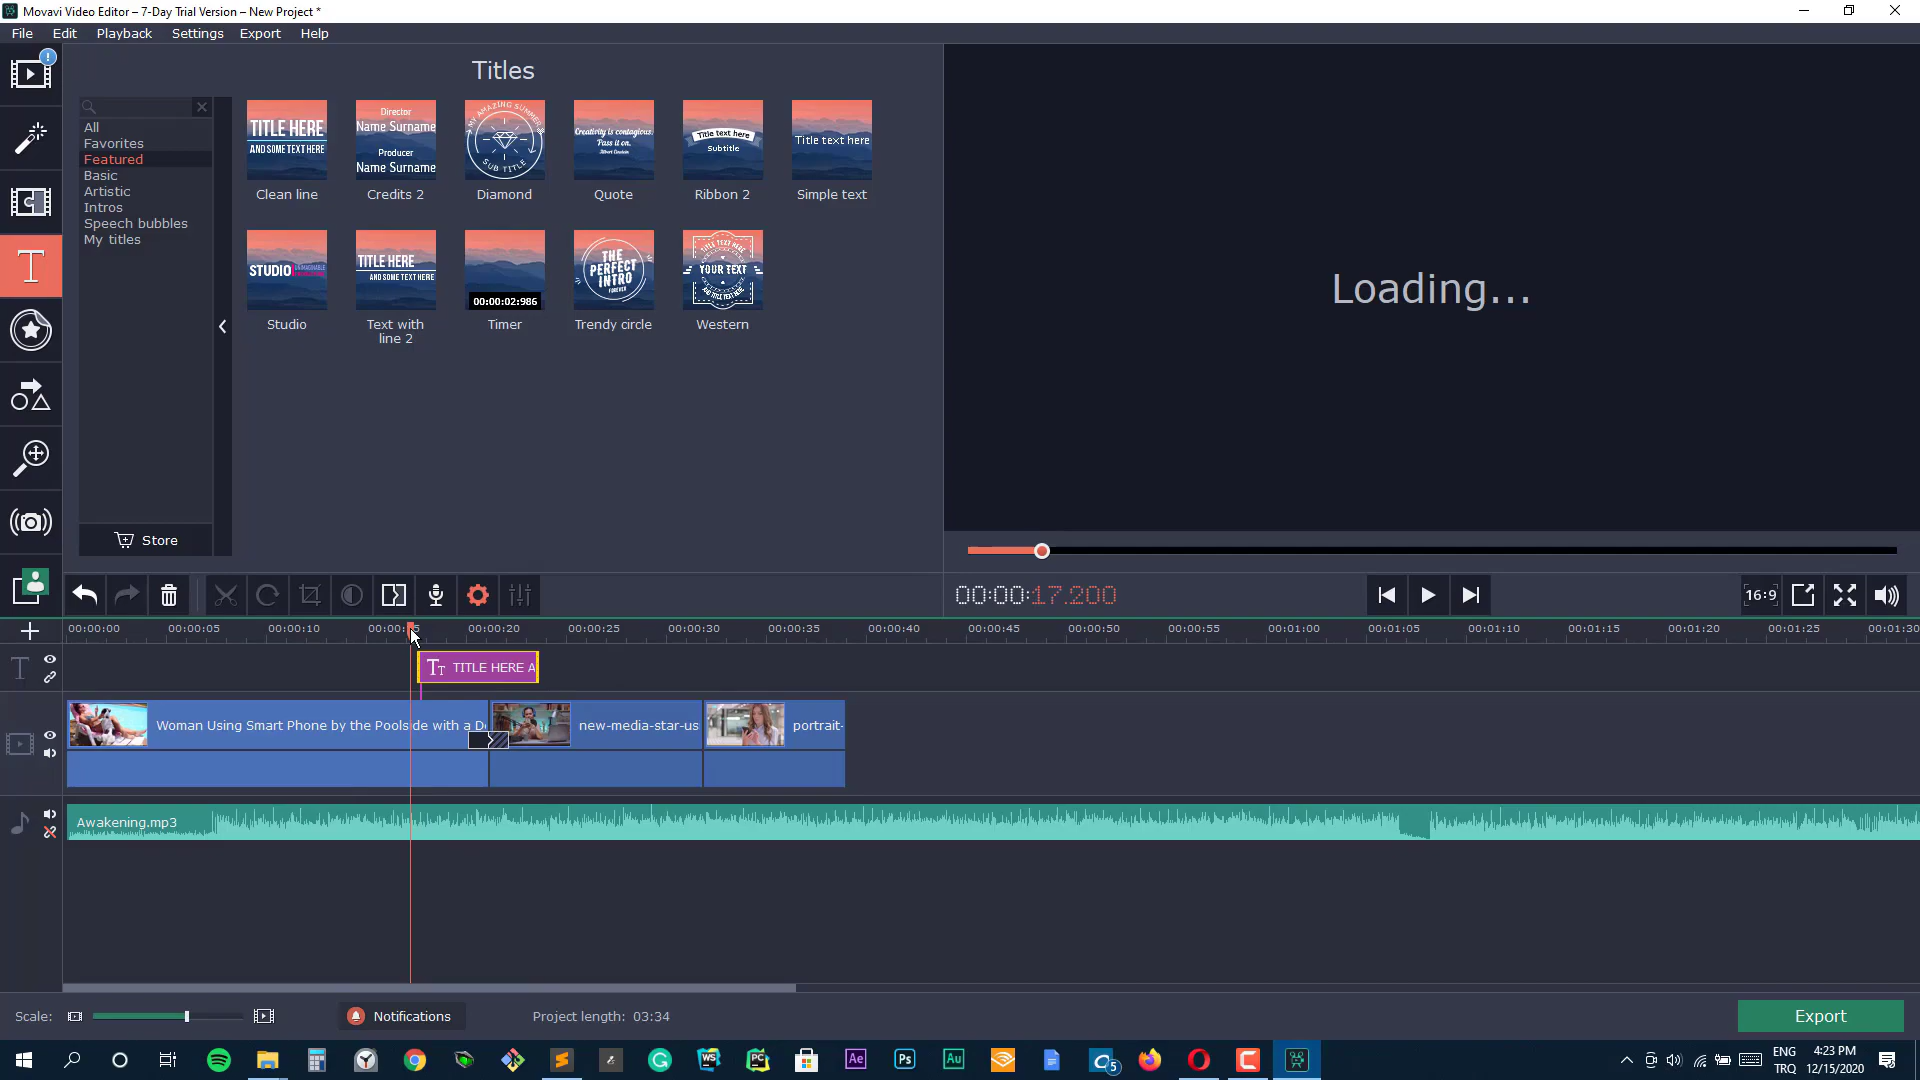 Movavi Video Editor – 7-Day Trial Version – New Project *
File Edit Playback Settings Export Help
Titles
All
Favorites
Featured
Basic
Artistic
Intros
Speech bubbles
My titles
Store
TITLE HERE
AND SOME TEXT HERE
Clean line
Director
Name Surname
Producer
Name Surname
Credits 2
MY AMAZING SUMMER
SUB TITLE
Diamond
Creativity is contagious.
Pass it on.
Albert Einstein
Quote
Title text here
Subtitle
Ribbon 2
Title text here
Simple text
STUDIO
Studio
TITLE HERE
AND SOME TEXT HERE
Text with
line 2
00:00:02:986
Timer
THE
PERFECT
INTRO
FOREVER
Trendy circle
TITLE TEXT HERE
YOUR TEXT
Western
Loading...
00:00:17.200
16:9
00:00:00 00:00:05 00:00:10 00:00:20 00:00:25 00:00:30 00:00:35 00:00:40 00:00:45 00:00:50 00:00:55 00:01:00 00:01:05 00:01:10 00:01:15 00:01:20 00:01:25 00:01:30
TITLE HERE A
Woman Using Smart Phone by the Poolside with a D
new-media-star-us
portrait-
Awakening.mp3
Scale:
Notifications
Project length: 03:34
Export
Ae
Ps
Au
WS
PC
5
ENG
TRQ
4:23 PM
12/15/2020